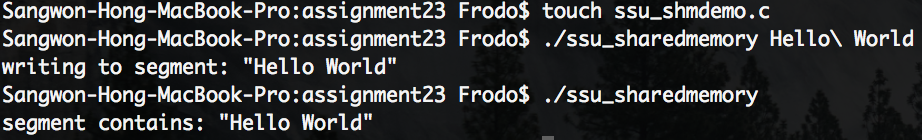 Sangwon-Hong-MacBook-Pro:assignment23 Frodo$ touch ssu_shmdemo.c
Sangwon-Hong-MacBook-Pro:assignment23 Frodo$ ./ssu_sharedmemory Hello\ World
writing to segment: "Hello World"
Sangwon-Hong-MacBook-Pro:assignment23 Frodo$ ./ssu_sharedmemory
segment contains: "Hello World"